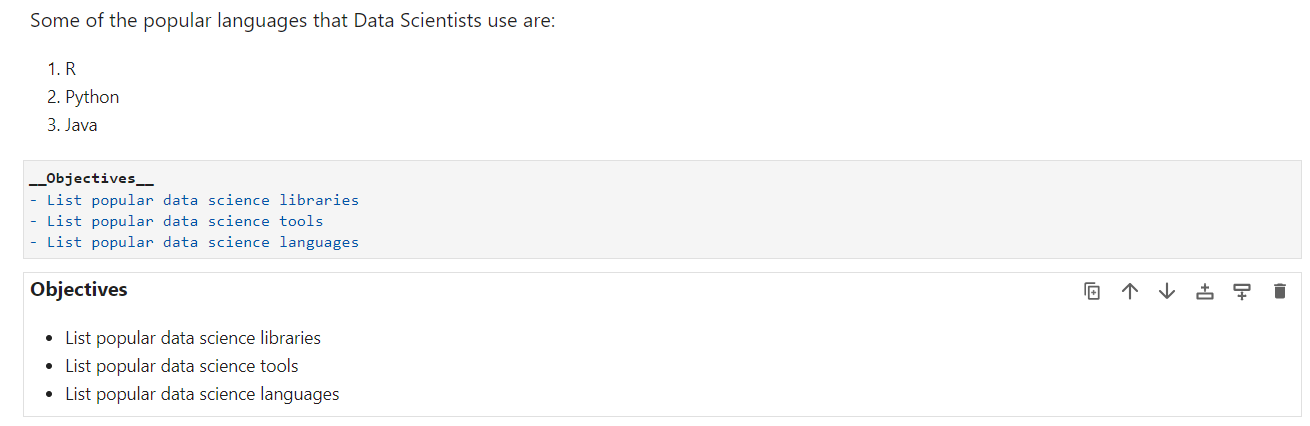 Some of the popular languages that Data Scientists use are:
1. R
2. Python
3. Java
__Objectives__
- List popular data science libraries
- List popular data science tools
- List popular data science languages
Objectives
• List popular data science libraries
• List popular data science tools
• List popular data science languages